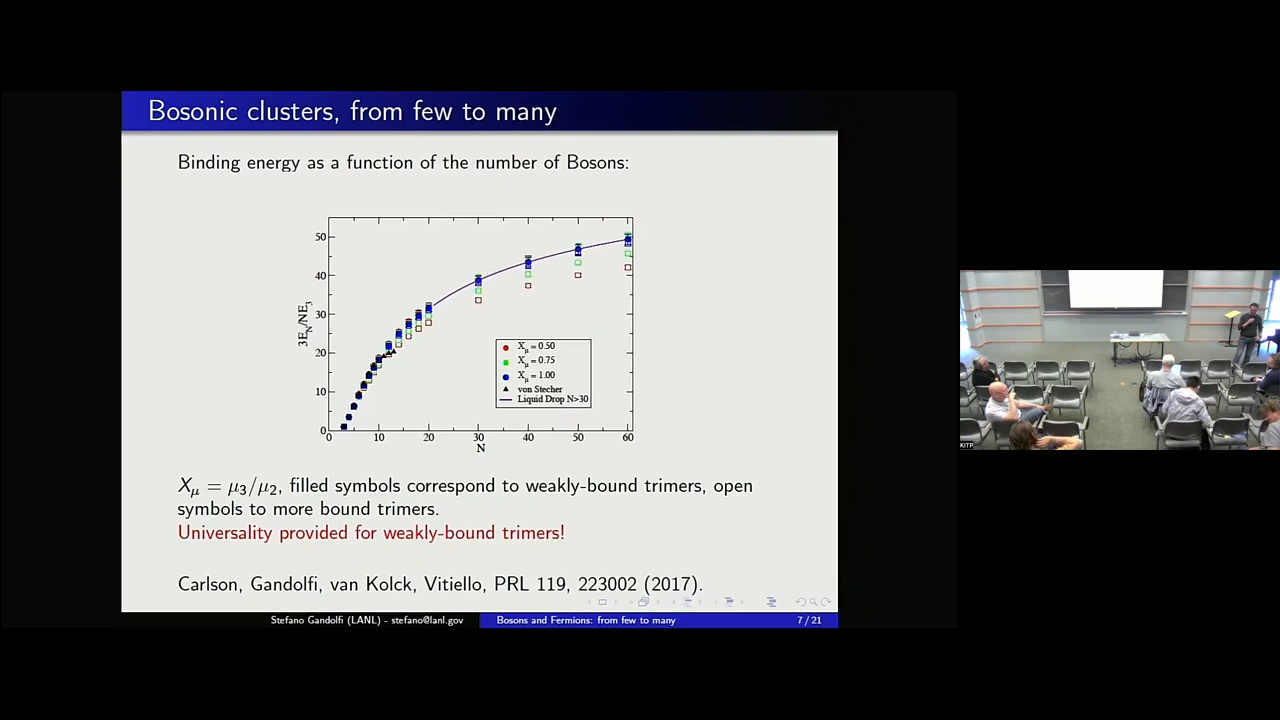 Bosonic clusters, from few to many
Binding energy as a function of the number of Bosons:
3E_N/NE_3
50
40
30
20
10
0
0 10 20 30 40 50 60
N
X_μ = 0.50
X_μ = 0.75
X_μ = 1.00
von Stecher
Liquid Drop N>30
X_μ = μ_3/μ_2, filled symbols correspond to weakly-bound trimers, open
symbols to more bound trimers.
Universality provided for weakly-bound trimers!
Carlson, Gandolfi, van Kolck, Vitiello, PRL 119, 223002 (2017).
Stefano Gandolfi (LANL) - stefano@lanl.gov
Bosons and Fermions: from few to many
7 / 21
KITP